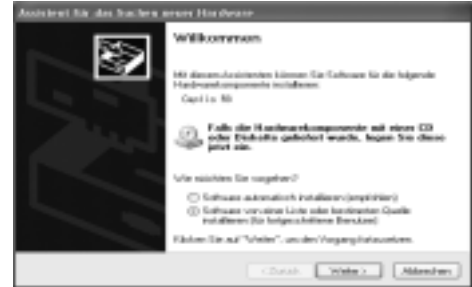 Assistent für das Suchen neuer Hardware
Willkommen
Mit diesem Assistenten können Sie Software für die folgende
Hardwarekomponente installieren:
Falls die Hardwarekomponente mit einer CD
oder Diskette geliefert wurde, legen Sie diese
jetzt ein.
Wie möchten Sie vorgehen?
Software automatisch installieren (empfohlen)
Software von einer Liste oder bestimmten Quelle
installieren (für fortgeschrittene Benutzer)
Klicken Sie auf "Weiter", um den Vorgang fortzusetzen.
< Zurück
Weiter >
Abbrechen